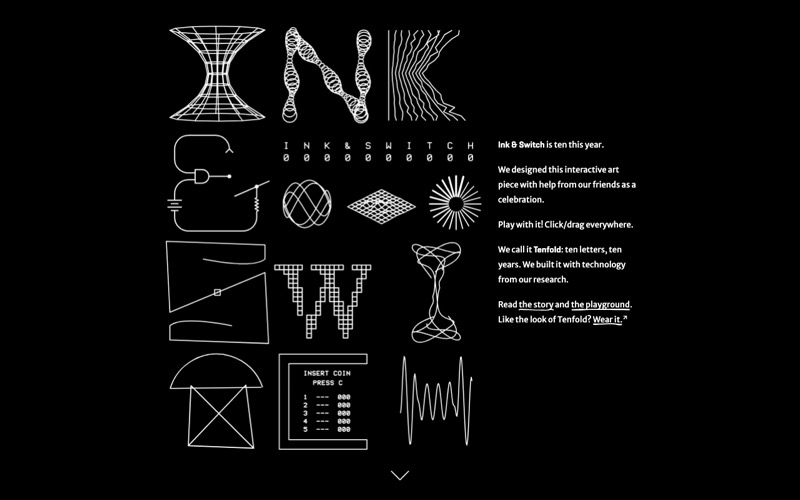 INK
I N K & S W I T C H
0 0 0 0 0 0 0 0 0 0 0
&
S W I
T C H
INSERT COIN
PRESS C
1 --- 000
2 --- 000
3 --- 000
4 --- 000
5 --- 000
Ink & Switch is ten this year.
We designed this interactive art
piece with help from our friends as a
celebration.
Play with it! Click/drag everywhere.
We call it Tenfold: ten letters, ten
years. We built it with technology
from our research.
Read the story and the playground.
Like the look of Tenfold? Wear it.↗